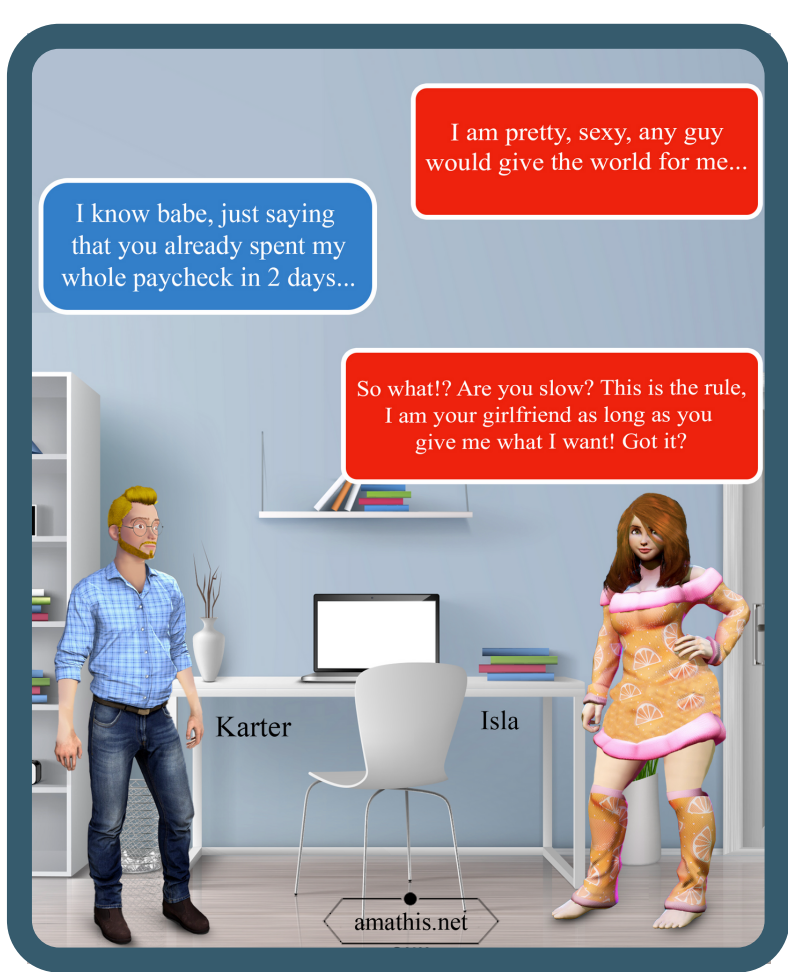 I am pretty, sexy, any guy
would give the world for me...
I know babe, just saying
that you already spent my
whole paycheck in 2 days...
So what!? Are you slow? This is the rule,
I am your girlfriend as long as you
give me what I want! Got it?
Karter
Isla
amathis.net